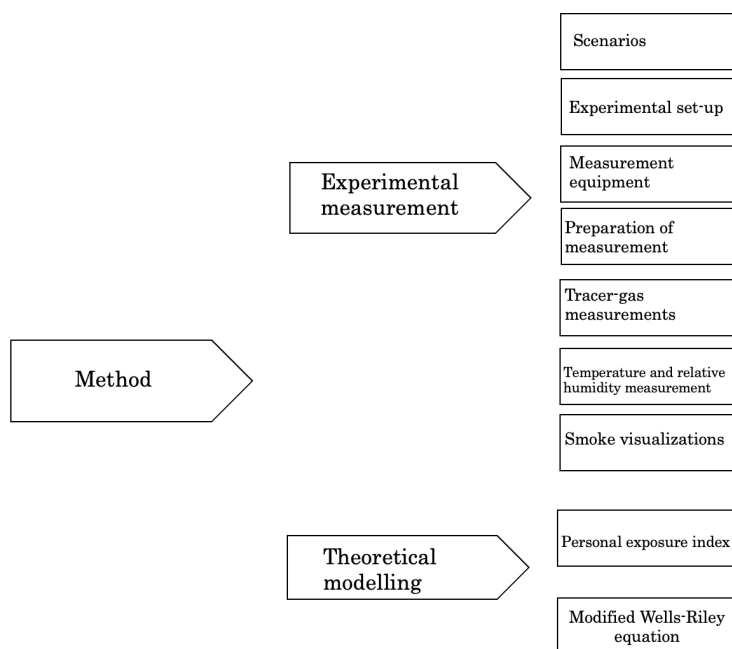 Method
Experimental
measurement
Scenarios
Experimental set-up
Measurement
equipment
Preparation of
measurement
Tracer-gas
measurements
Temperature and relative
humidity measurement
Smoke visualizations
Theoretical
modelling
Personal exposure index
Modified Wells-Riley
equation